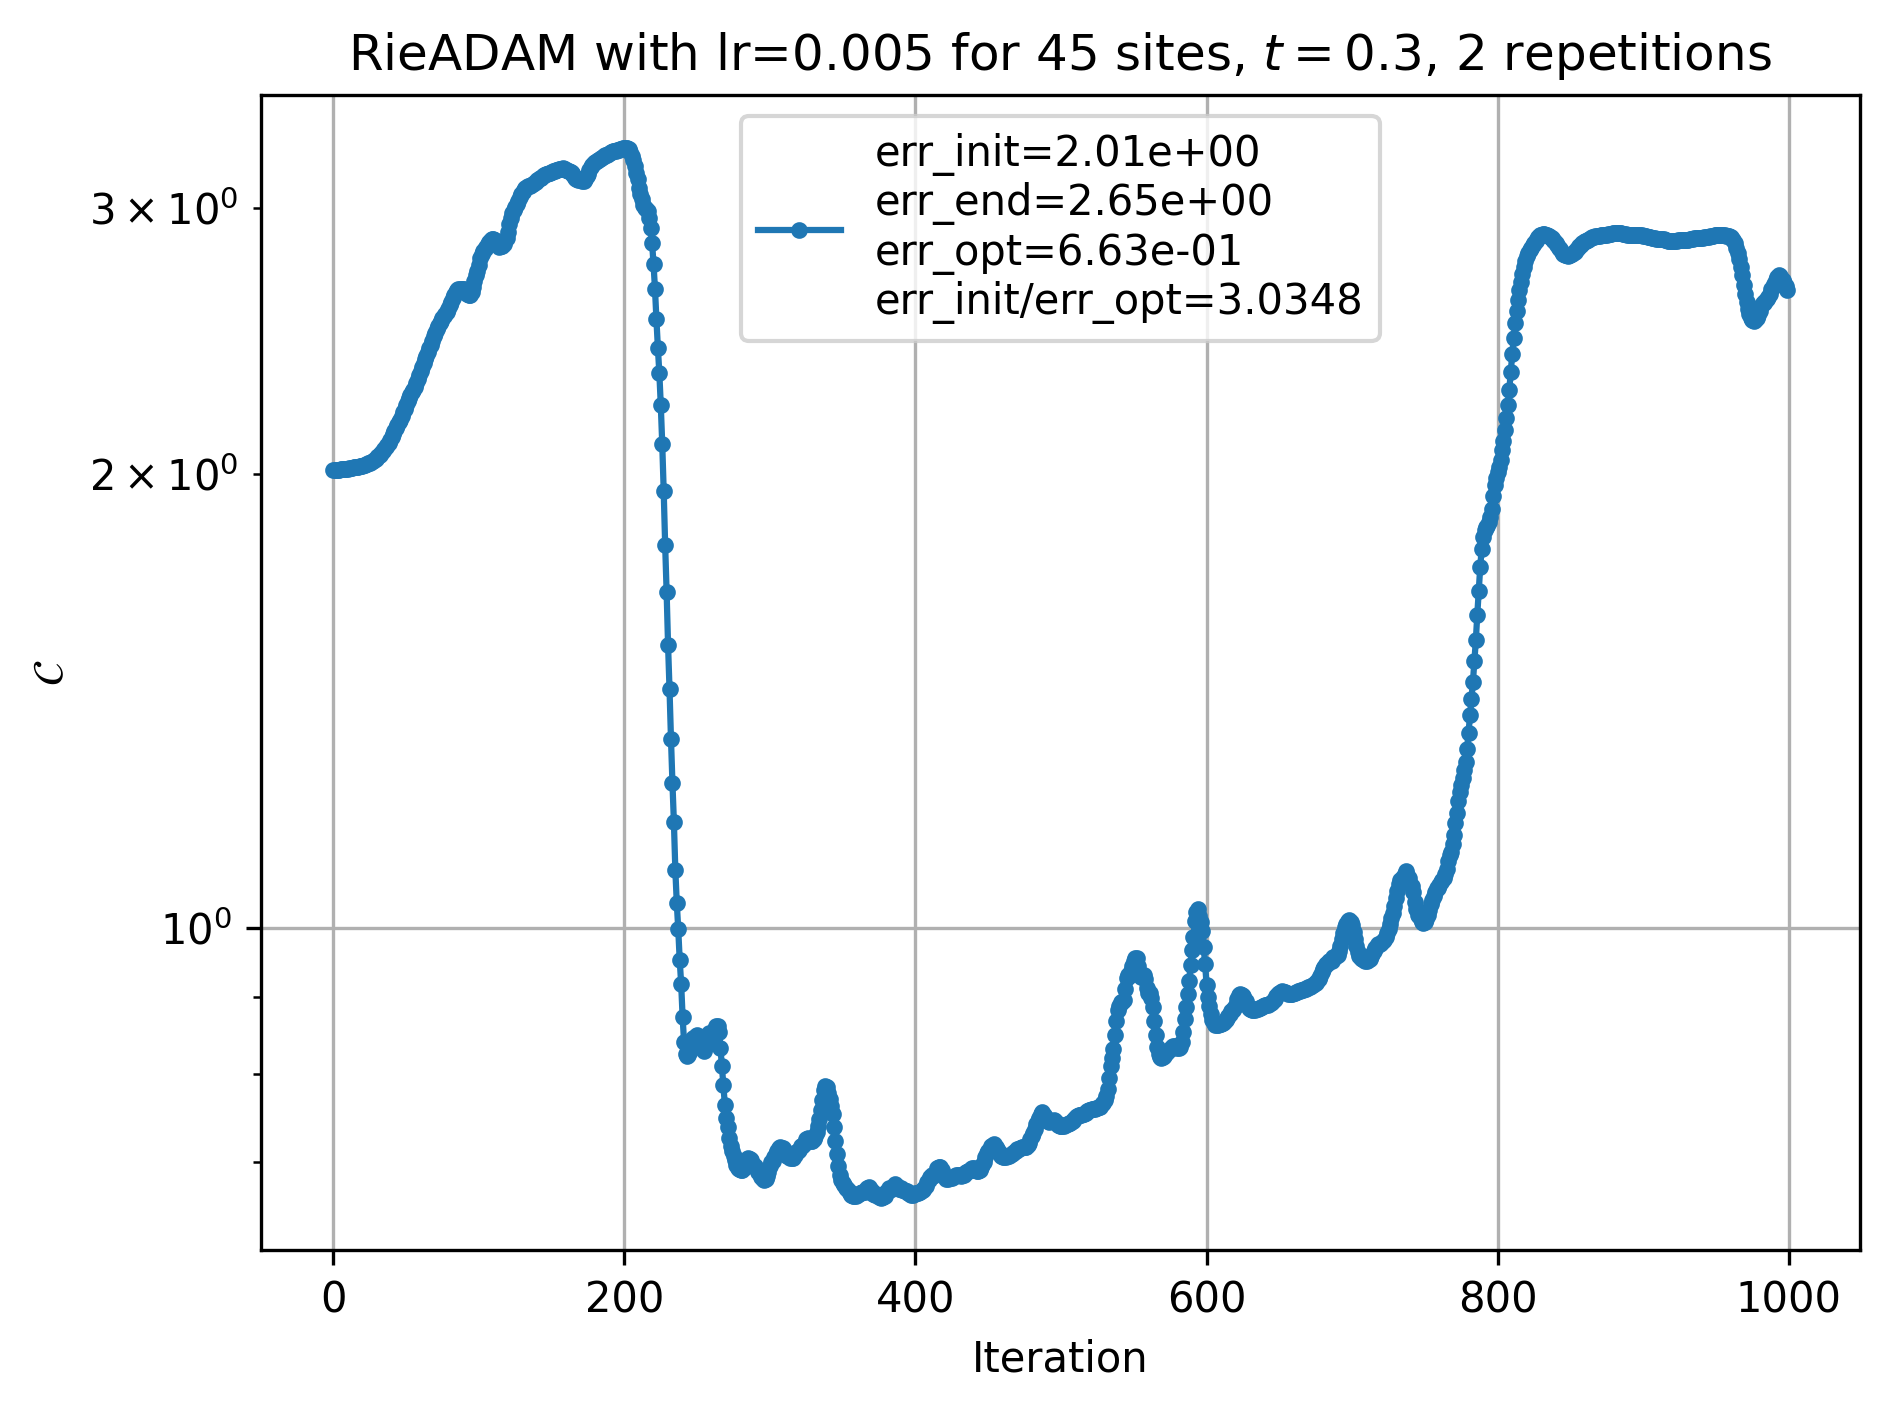 RieADAM with lr=0.005 for 45 sites, t = 0.3, 2 repetitions
err_init=2.01e+00
err_end=2.65e+00
err_opt=6.63e-01
err_init/err_opt=3.0348
3 × 10⁰
2 × 10⁰
10⁰
𝒞
0 200 400 600 800 1000
Iteration